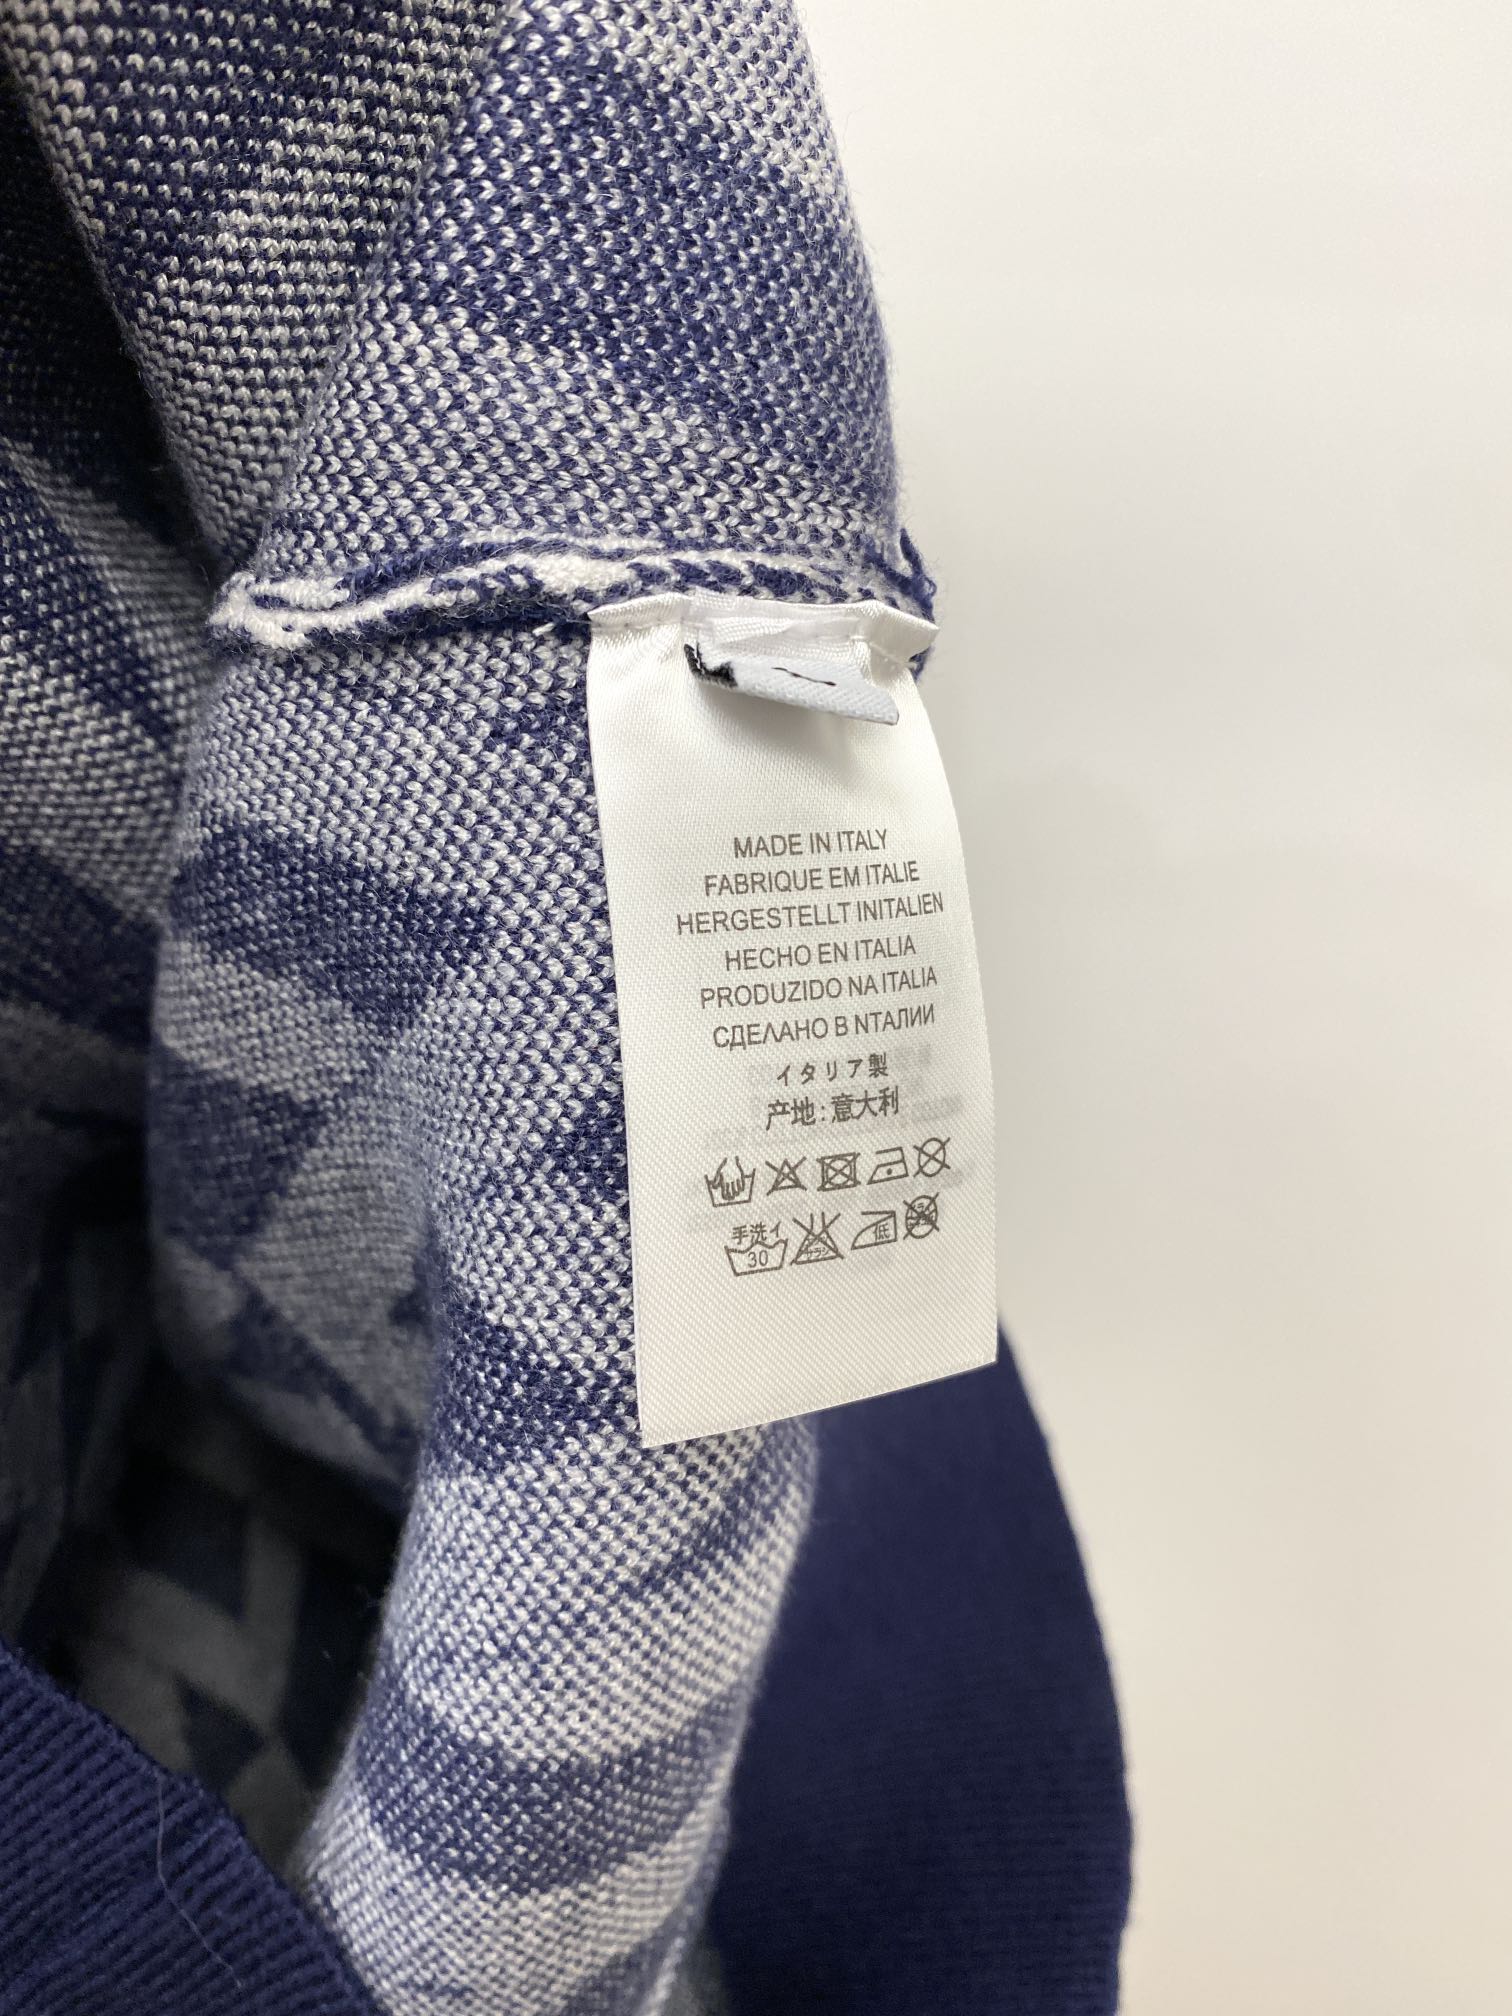 MADE IN ITALY
FABRIQUE EM ITALIE
HERGESTELLT INITALIEN
HECHO EN ITALIA
PRODUZIDO NA ITALIA
СДЕЛАНО В NТАЛИИ
イタリア製
产地:意大利
手洗イ
30 低